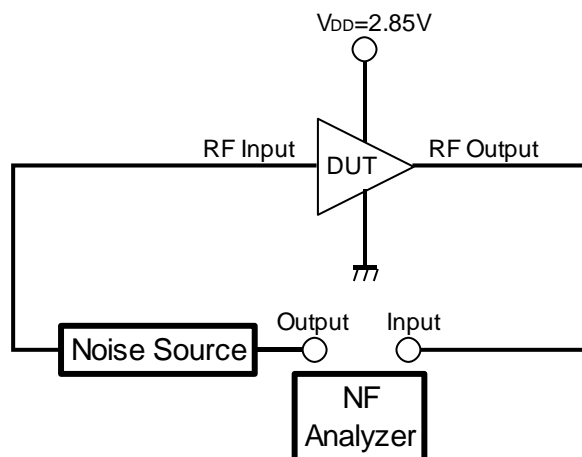 VDD=2.85V
RF Input
DUT
RF Output
Output
Input
Noise Source
NF
Analyzer